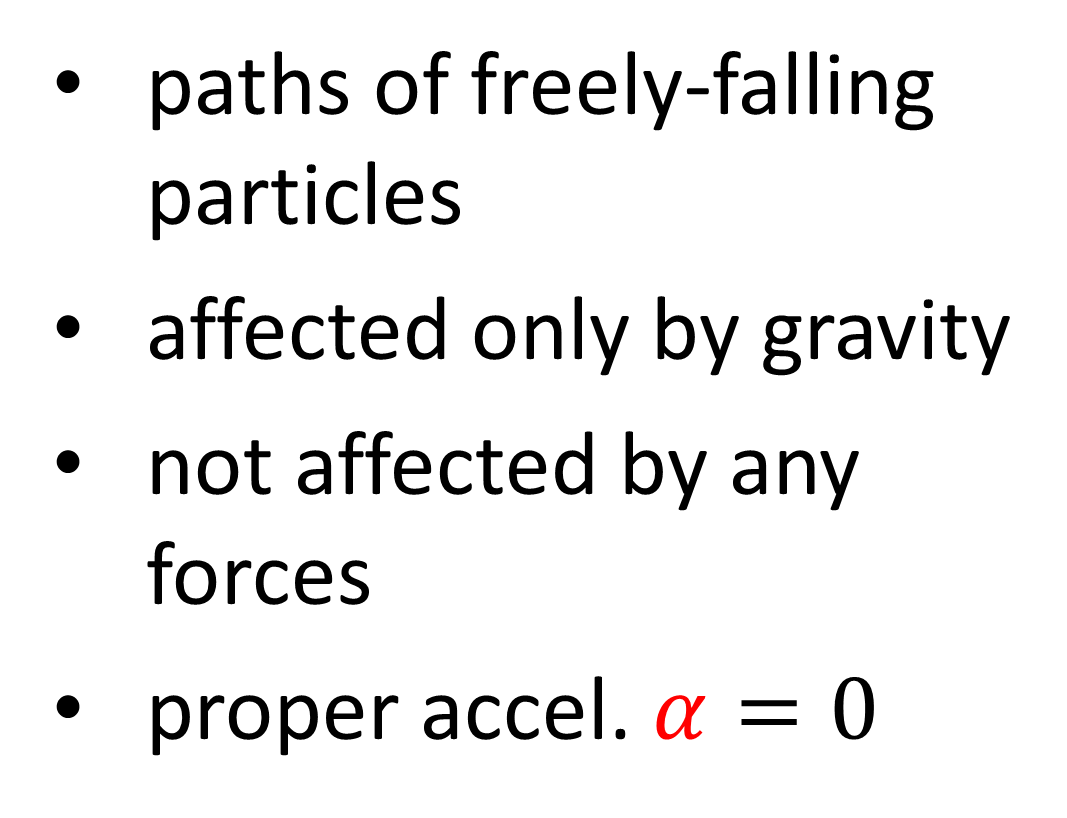 • paths of freely-falling
particles
• affected only by gravity
• not affected by any
forces
• proper accel. α = 0